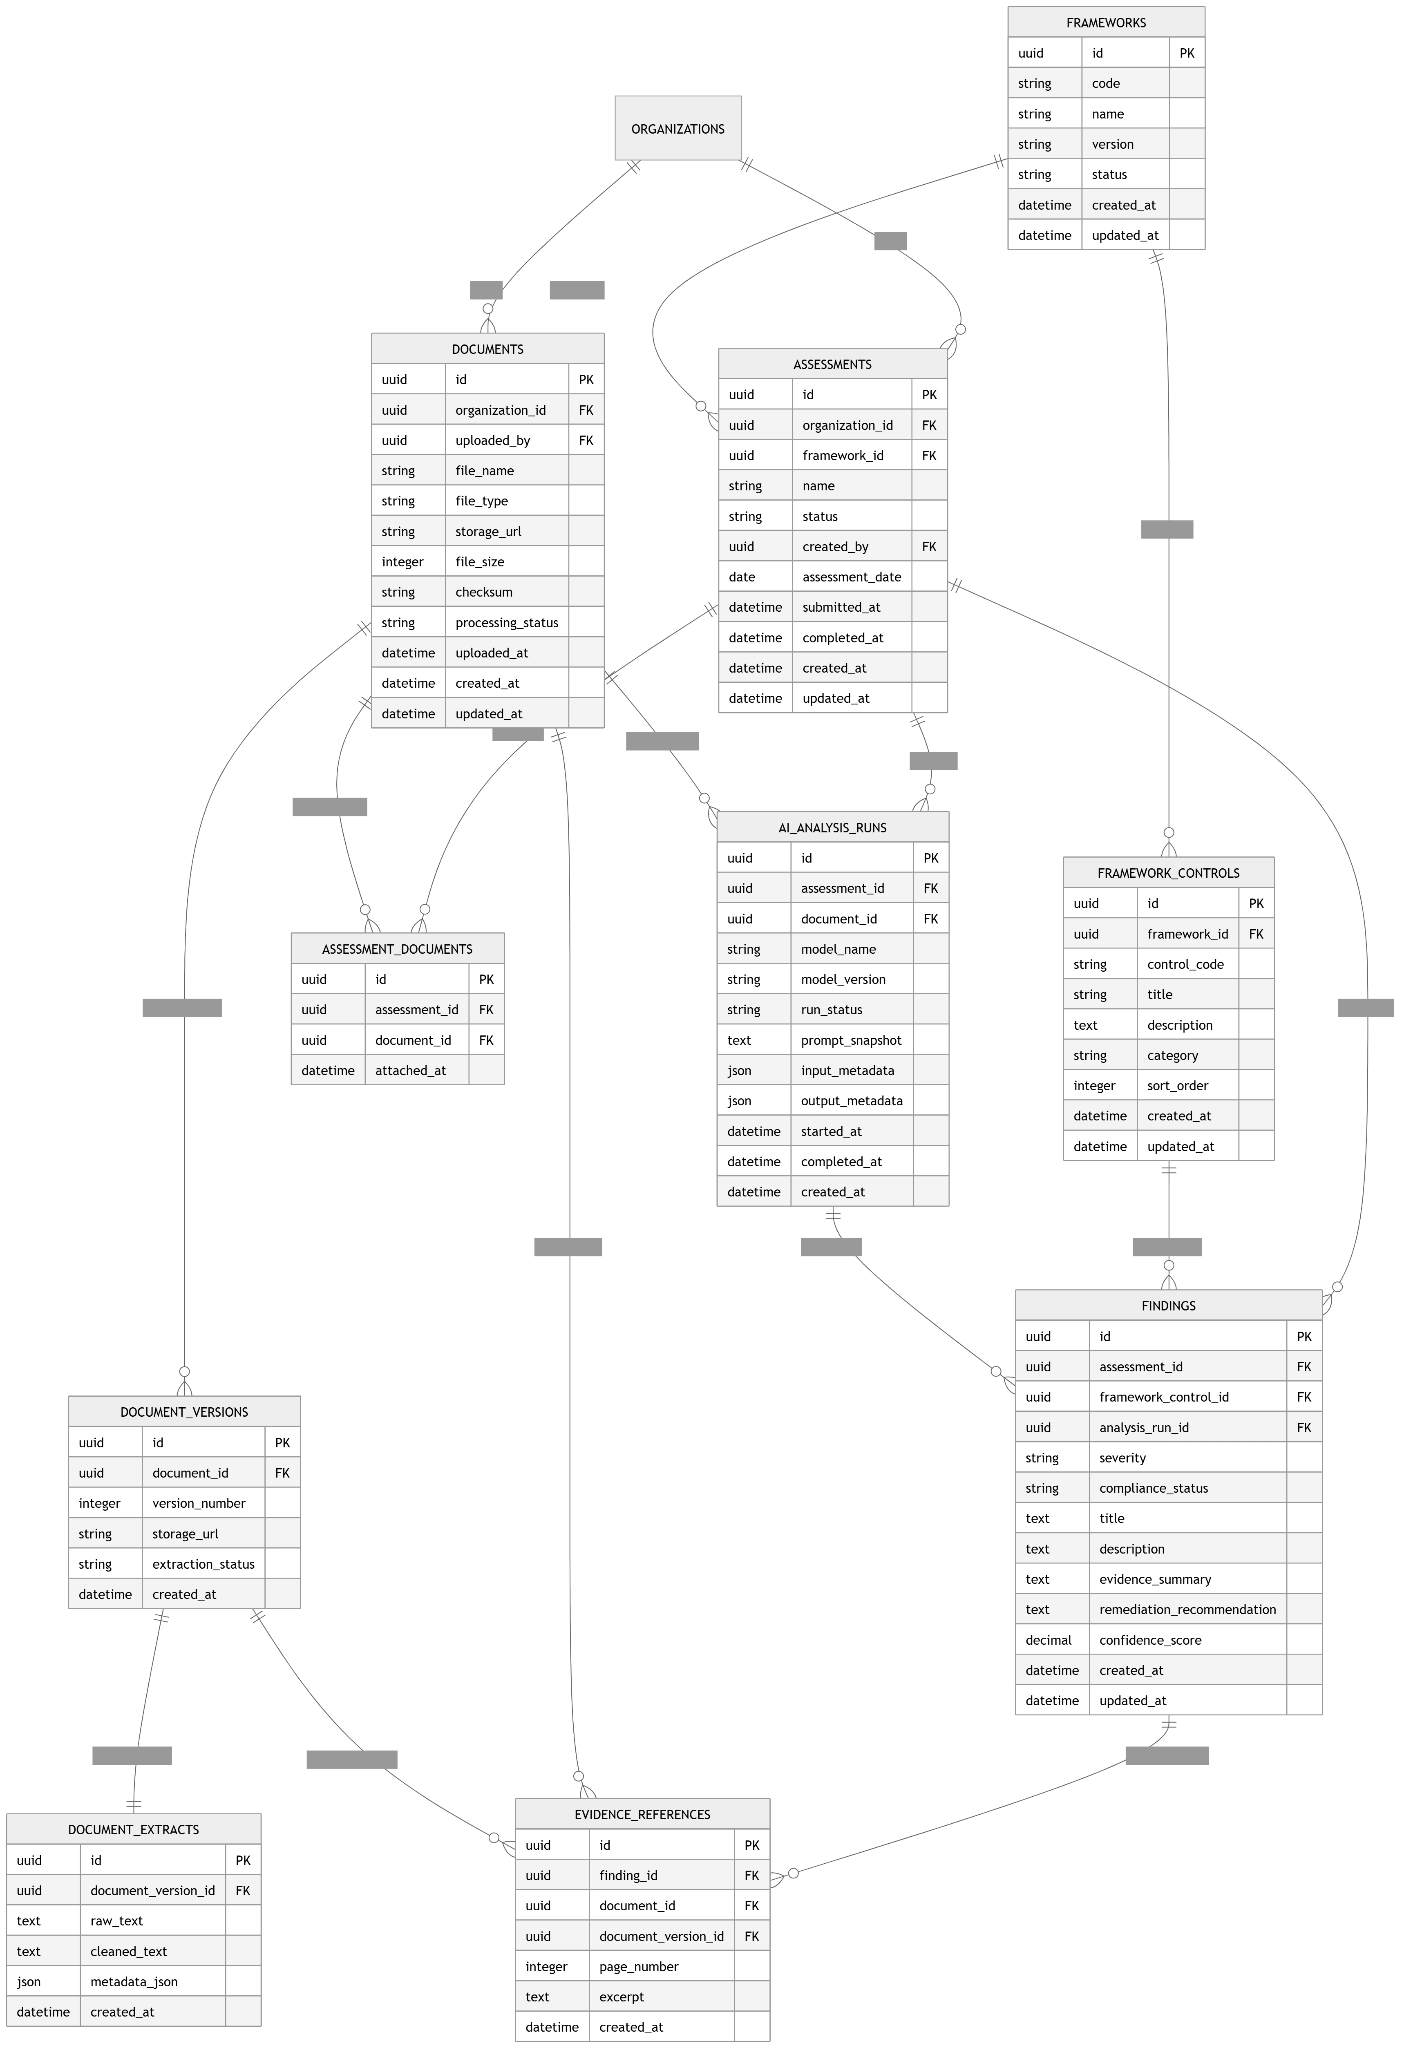 FRAMEWORKS
uuid id PK
string code
string name
string version
string status
datetime created_at
datetime updated_at
ORGANIZATIONS
DOCUMENTS
uuid id PK
uuid organization_id FK
uuid uploaded_by FK
string file_name
string file_type
string storage_url
integer file_size
string checksum
string processing_status
datetime uploaded_at
datetime created_at
datetime updated_at
ASSESSMENTS
uuid id PK
uuid organization_id FK
uuid framework_id FK
string name
string status
uuid created_by FK
date assessment_date
datetime submitted_at
datetime completed_at
datetime created_at
datetime updated_at
AI_ANALYSIS_RUNS
uuid id PK
uuid assessment_id FK
uuid document_id FK
string model_name
string model_version
string run_status
text prompt_snapshot
json input_metadata
json output_metadata
datetime started_at
datetime completed_at
datetime created_at
FRAMEWORK_CONTROLS
uuid id PK
uuid framework_id FK
string control_code
string title
text description
string category
integer sort_order
datetime created_at
datetime updated_at
ASSESSMENT_DOCUMENTS
uuid id PK
uuid assessment_id FK
uuid document_id FK
datetime attached_at
FINDINGS
uuid id PK
uuid assessment_id FK
uuid framework_control_id FK
uuid analysis_run_id FK
string severity
string compliance_status
text title
text description
text evidence_summary
text remediation_recommendation
decimal confidence_score
datetime created_at
datetime updated_at
DOCUMENT_VERSIONS
uuid id PK
uuid document_id FK
integer version_number
string storage_url
string extraction_status
datetime created_at
DOCUMENT_EXTRACTS
uuid id PK
uuid document_version_id FK
text raw_text
text cleaned_text
json metadata_json
datetime created_at
EVIDENCE_REFERENCES
uuid id PK
uuid finding_id FK
uuid document_id FK
uuid document_version_id FK
integer page_number
text excerpt
datetime created_at